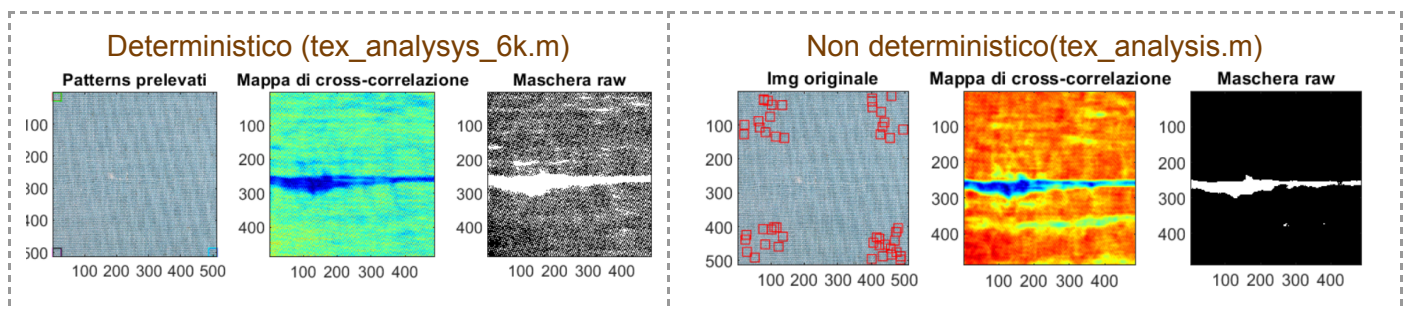 Deterministico (tex_analysys_6k.m)
Patterns prelevati
Mappa di cross-correlazione
Maschera raw
100
200
300
400
500
100 200 300 400 500
100
200
300
400
100 200 300 400
100
200
300
400
100 200 300 400
Non deterministico(tex_analysis.m)
Img originale
Mappa di cross-correlazione
Maschera raw
100
200
300
400
500
100 200 300 400 500
100
200
300
400
100 200 300 400
100
200
300
400
100 200 300 400